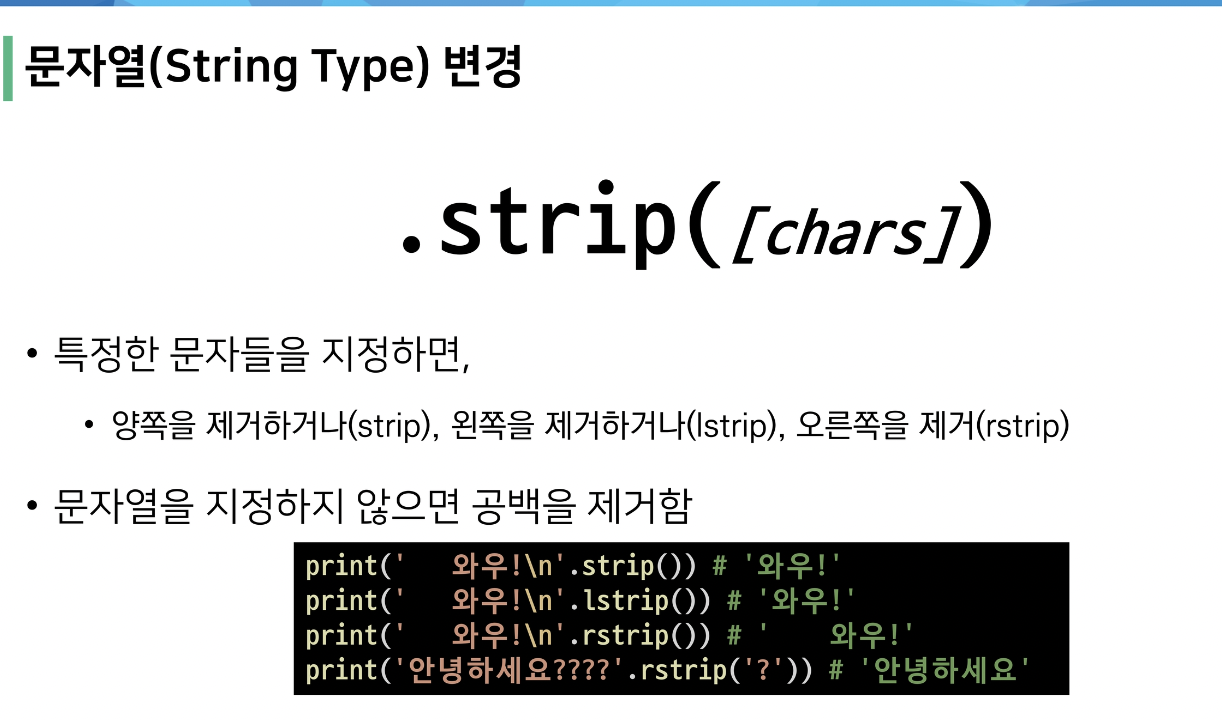 문자열(String Type) 변경
.strip([chars])
• 특정한 문자들을 지정하면,
• 양쪽을 제거하거나(strip), 왼쪽을 제거하거나(lstrip), 오른쪽을 제거(rstrip)
• 문자열을 지정하지 않으면 공백을 제거함
print('   와우!\n'.strip()) # '와우!'
print('   와우!\n'.lstrip()) # '와우!'
print('   와우!\n'.rstrip()) # '    와우!'
print('안녕하세요????'.rstrip('?')) # '안녕하세요'